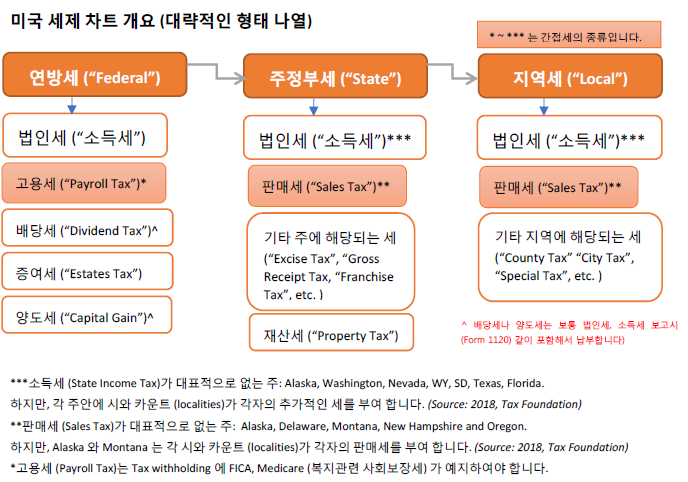 미국 세제 차트 개요 (대략적인 형태 나열)
* ~ *** 는 간접세의 종류입니다.
연방세 (“Federal”)
주정부세 (“State”)
지역세 (“Local”)
법인세 (“소득세”)
법인세 (“소득세”)***
법인세 (“소득세”)***
고용세 (“Payroll Tax”)*
판매세 (“Sales Tax”)**
판매세 (“Sales Tax”)**
배당세 (“Dividend Tax”)^
증여세 (“Estates Tax”)
양도세 (“Capital Gain”)^
기타 주에 해당되는 세
(“Excise Tax”, “Gross
Receipt Tax, “Franchise
Tax”, etc. )
재산세 (“Property Tax”)
기타 지역에 해당되는 세
(“County Tax” “City Tax”,
“Special Tax”, etc. )
^ 배당세나 양도세는 보통 법인세, 소득세 보고시
(Form 1120) 같이 포함해서 납부합니다)
***소득세 (State Income Tax)가 대표적으로 없는 주: Alaska, Washington, Nevada, WY, SD, Texas, Florida.
하지만, 각 주안에 시와 카운트 (localities)가 각자의 추가적인 세를 부여 합니다. (Source: 2018, Tax Foundation)
**판매세 (Sales Tax)가 대표적으로 없는 주: Alaska, Delaware, Montana, New Hampshire and Oregon.
하지만, Alaska 와 Montana 는 각 시와 카운트 (localities)가 각자의 판매세를 부여 합니다. (Source: 2018, Tax Foundation)
*고용세 (Payroll Tax)는 Tax withholding 에 FICA, Medicare (복지관련 사회보장세) 가 예지하여야 합니다.